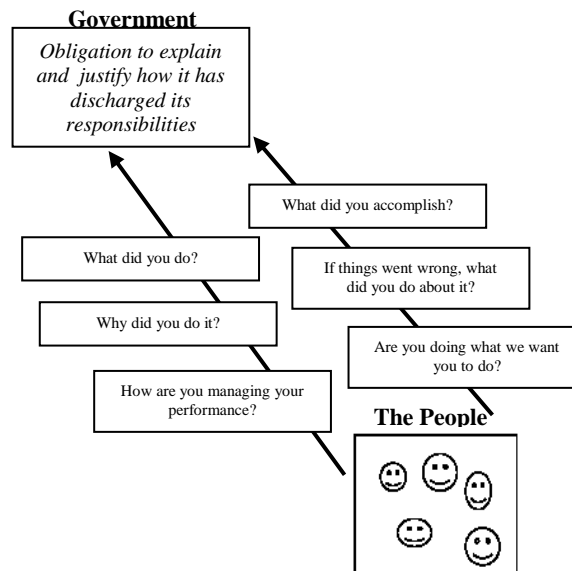 Government
Obligation to explain
and justify how it has
discharged its
responsibilities
What did you accomplish?
What did you do?
If things went wrong, what
did you do about it?
Why did you do it?
Are you doing what we want
you to do?
How are you managing your
performance?
The People